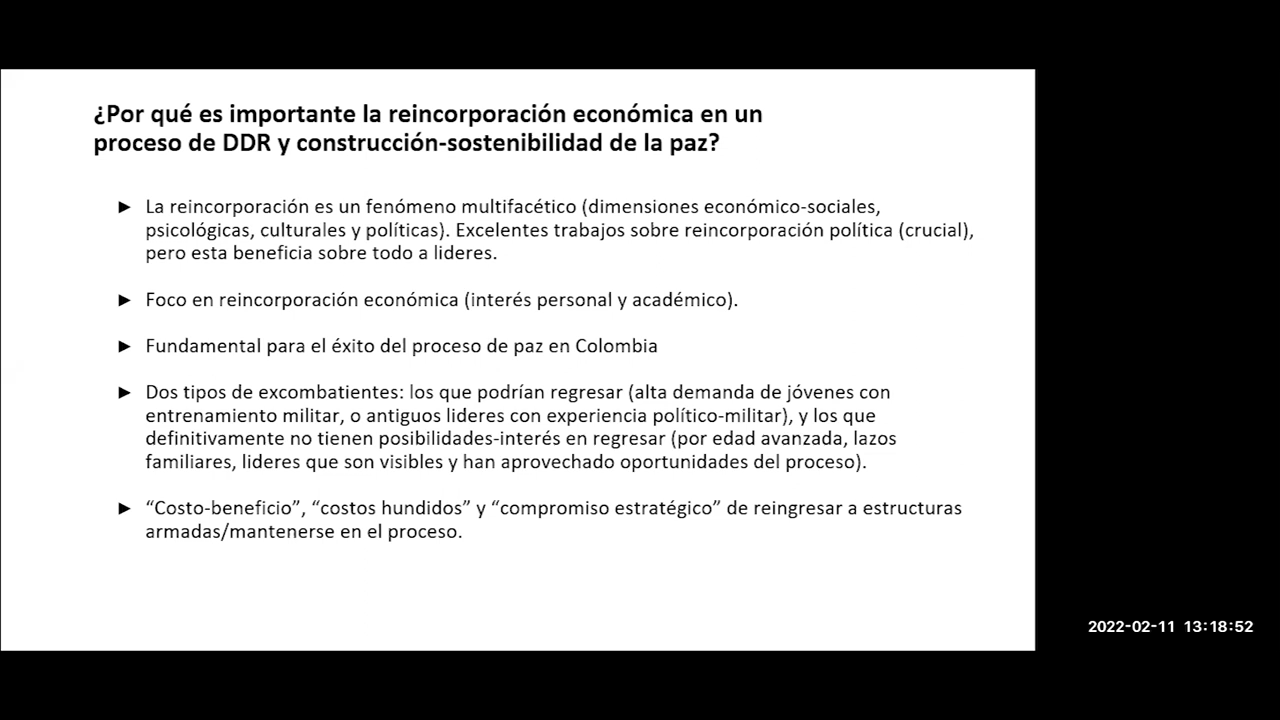 ¿Por qué es importante la reincorporación económica en un
proceso de DDR y construcción-sostenibilidad de la paz?
► La reincorporación es un fenómeno multifacético (dimensiones económico-sociales,
psicológicas, culturales y políticas). Excelentes trabajos sobre reincorporación política (crucial),
pero esta beneficia sobre todo a lideres.
► Foco en reincorporación económica (interés personal y académico).
► Fundamental para el éxito del proceso de paz en Colombia
► Dos tipos de excombatientes: los que podrían regresar (alta demanda de jóvenes con
entrenamiento militar, o antiguos lideres con experiencia político-militar), y los que
definitivamente no tienen posibilidades-interés en regresar (por edad avanzada, lazos
familiares, lideres que son visibles y han aprovechado oportunidades del proceso).
► “Costo-beneficio”, “costos hundidos” y “compromiso estratégico” de reingresar a estructuras
armadas/mantenerse en el proceso.
2022-02-11 13:18:52